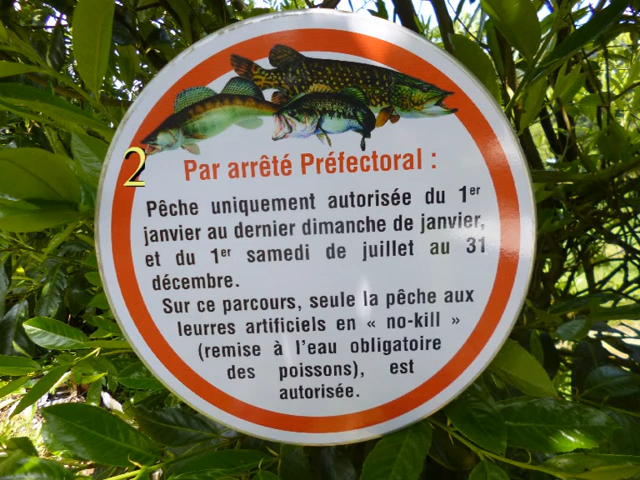 2
Par arrêté Préfectoral :
Pêche uniquement autorisée du 1er
janvier au dernier dimanche de janvier,
et du 1er samedi de juillet au 31
décembre.
Sur ce parcours, seule la pêche aux
leurres artificiels en « no-kill »
(remise à l'eau obligatoire
des poissons), est
autorisée.